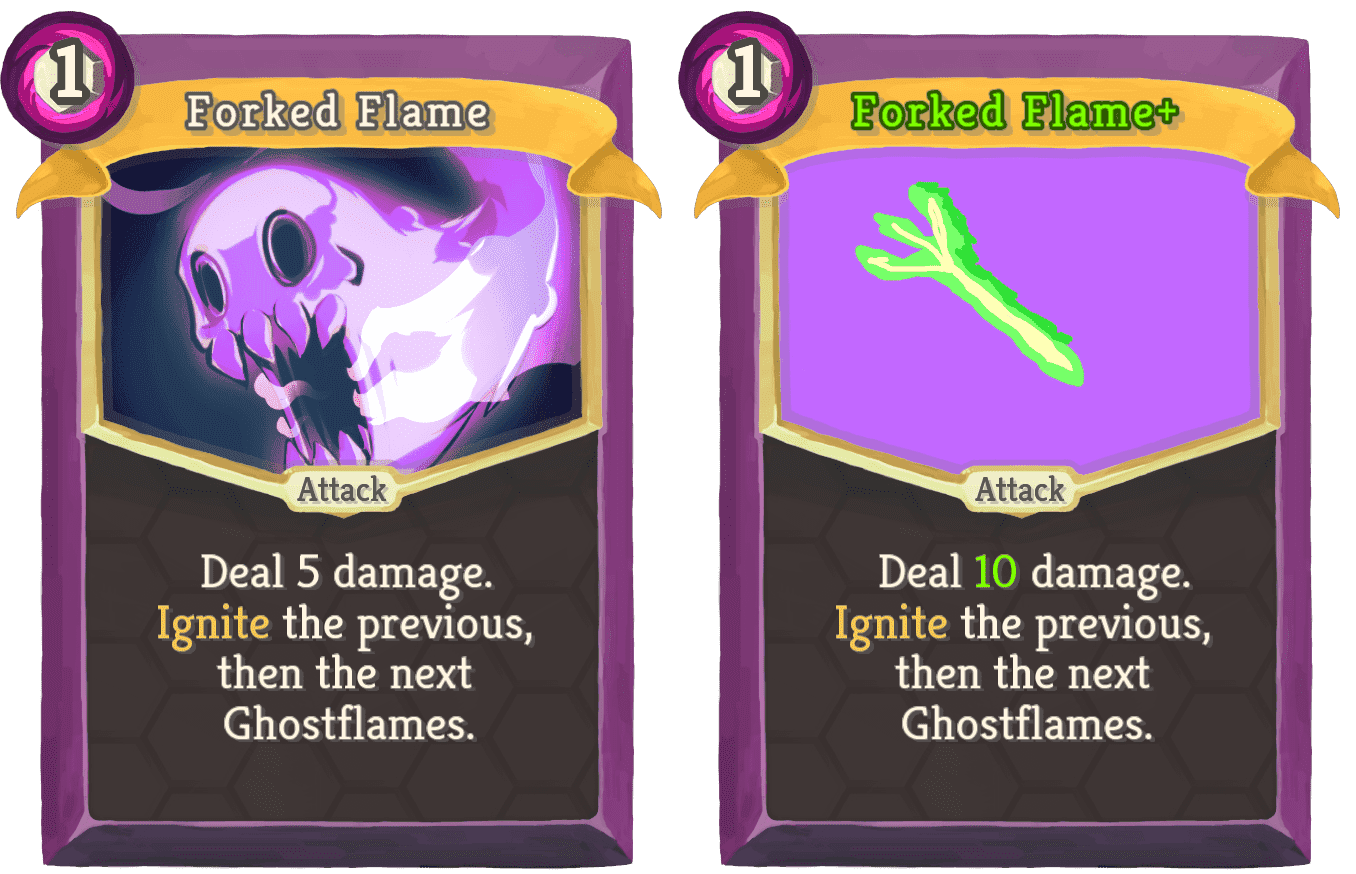 1
Forked Flame
Attack
Deal 5 damage.
Ignite the previous,
then the next
Ghostflames.
1
Forked Flame+
Attack
Deal 10 damage.
Ignite the previous,
then the next
Ghostflames.